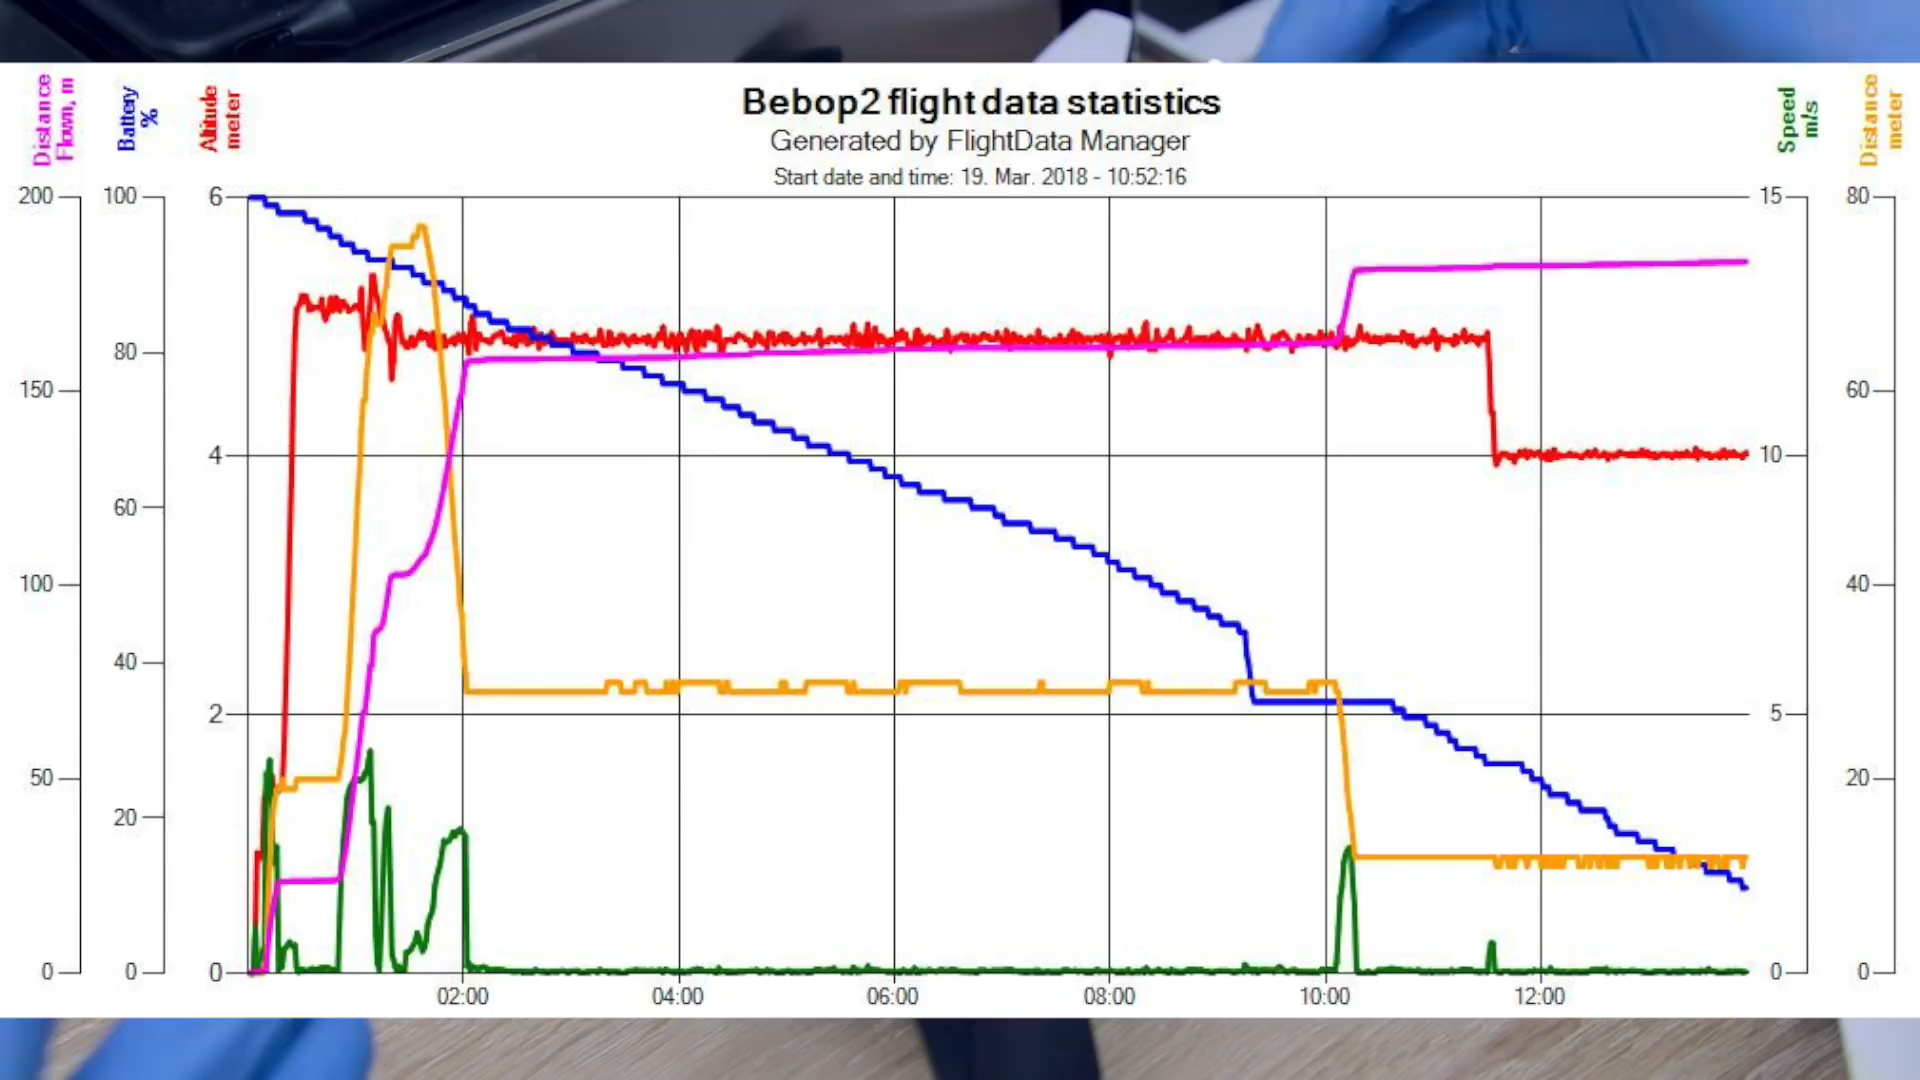 Bebop2 flight data statistics
Generated by FlightData Manager
Start date and time: 19. Mar. 2018 - 10:52:16
Distance
Flown, m
Battery
%
Altitude
meter
Speed
m/s
Distance
meter
200
150
100
50
0
100
80
60
40
20
0
6
4
2
0
15
10
5
0
80
60
40
20
0
02:00 04:00 06:00 08:00 10:00 12:00